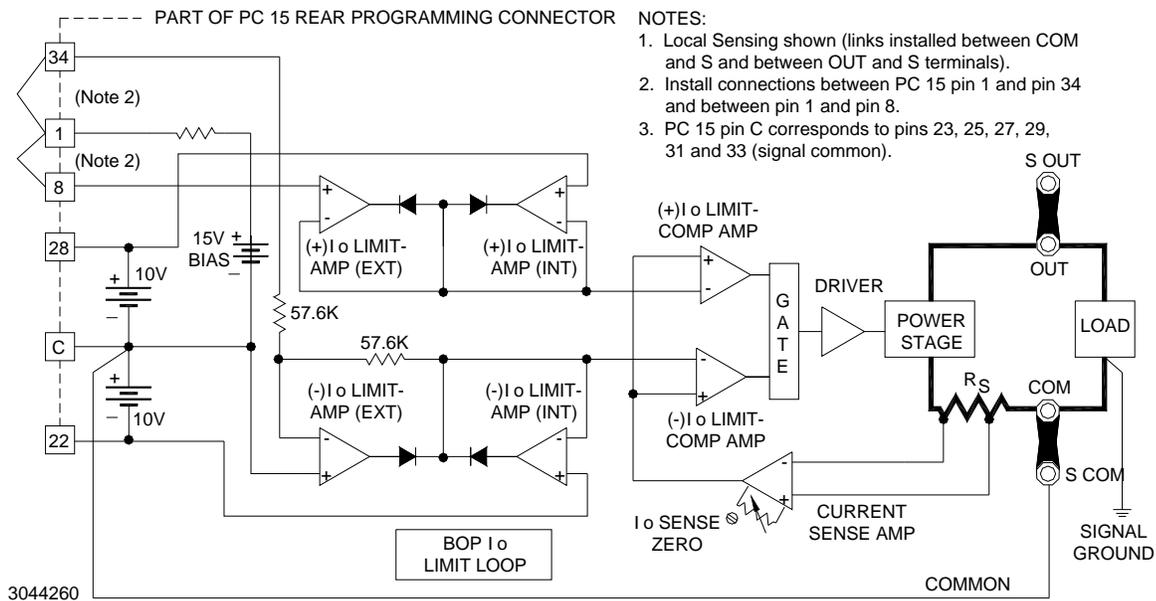 PART OF PC 15 REAR PROGRAMMING CONNECTOR
NOTES:
1. Local Sensing shown (links installed between COM
and S and between OUT and S terminals).
2. Install connections between PC 15 pin 1 and pin 34
and between pin 1 and pin 8.
3. PC 15 pin C corresponds to pins 23, 25, 27, 29,
31 and 33 (signal common).
34
(Note 2)
1
(Note 2)
8
28
C
22
10V
+
–
+
–
10V
15V
BIAS
+
–
57.6K
57.6K
+
-
(+)I o LIMIT-
AMP (EXT)
+
-
(+)I o LIMIT-
AMP (INT)
(-)I o LIMIT-
AMP (EXT)
-
+
(-)I o LIMIT-
AMP (INT)
-
+
(+)I o LIMIT-
COMP AMP
+
-
-
+
(-)I o LIMIT-
COMP AMP
G
A
T
E
DRIVER
POWER
STAGE
S OUT
OUT
LOAD
RS
COM
S COM
-
+
I o SENSE
ZERO
CURRENT
SENSE AMP
SIGNAL
GROUND
BOP I o
LIMIT LOOP
COMMON
3044260